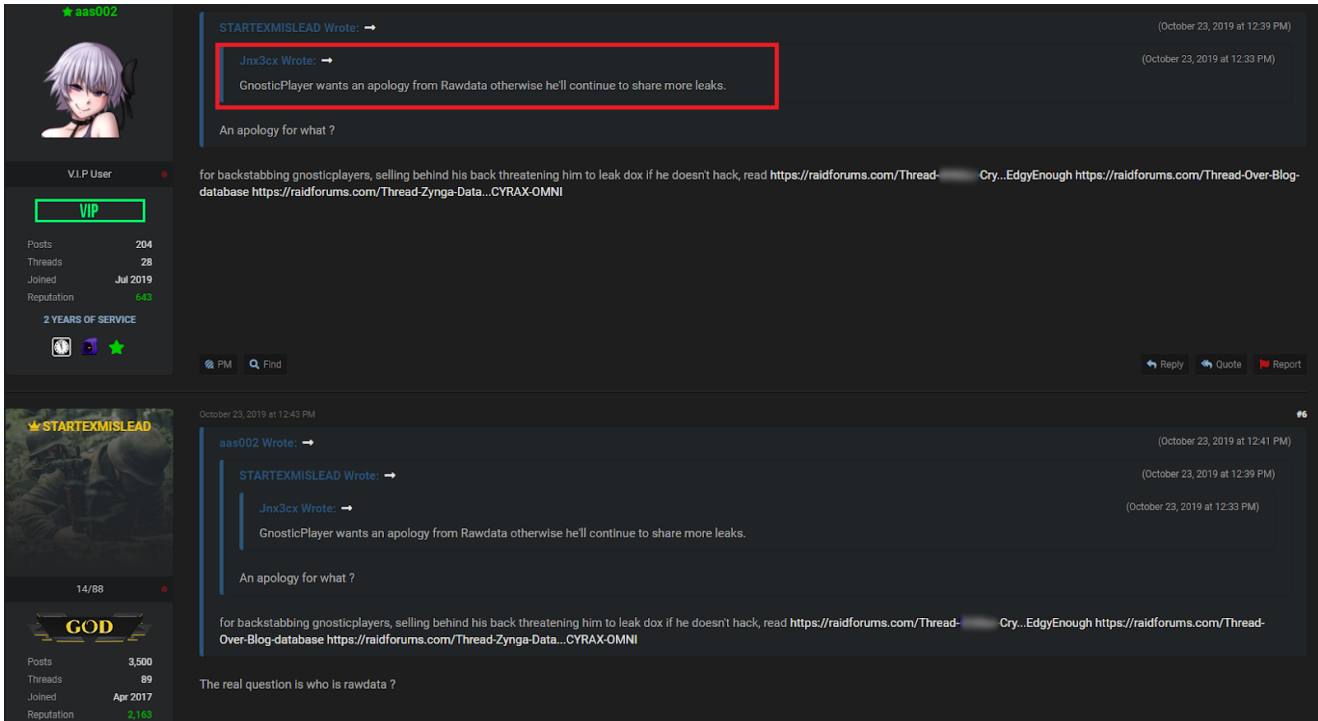 aas002
STARTEXMISLEAD Wrote: (October 23, 2019 at 12:39 PM)
Jnx3cx Wrote: (October 23, 2019 at 12:33 PM)
GnosticPlayer wants an apology from Rawdata otherwise he'll continue to share more leaks.
An apology for what ?
V.I.P User
for backstabbing gnosticplayers, selling behind his back threatening him to leak dox if he doesn't hack, read https://raidforums.com/Thread- -Cry...EdgyEnough https://raidforums.com/Thread-Over-Blog-
database https://raidforums.com/Thread-Zynga-Data...CYRAX-OMNI
VIP
Posts 204
Threads 28
Joined Jul 2019
Reputation 643
2 YEARS OF SERVICE
PM Find Reply Quote Report
October 23, 2019 at 12:43 PM #6
STARTEXMISLEAD
aas002 Wrote: (October 23, 2019 at 12:41 PM)
STARTEXMISLEAD Wrote: (October 23, 2019 at 12:39 PM)
Jnx3cx Wrote: (October 23, 2019 at 12:33 PM)
GnosticPlayer wants an apology from Rawdata otherwise he'll continue to share more leaks.
An apology for what ?
14/88
for backstabbing gnosticplayers, selling behind his back threatening him to leak dox if he doesn't hack, read https://raidforums.com/Thread- -Cry...EdgyEnough https://raidforums.com/Thread-
Over-Blog-database https://raidforums.com/Thread-Zynga-Data...CYRAX-OMNI
GOD
Posts 3,500
Threads 89
Joined Apr 2017
Reputation 2,163
The real question is who is rawdata ?